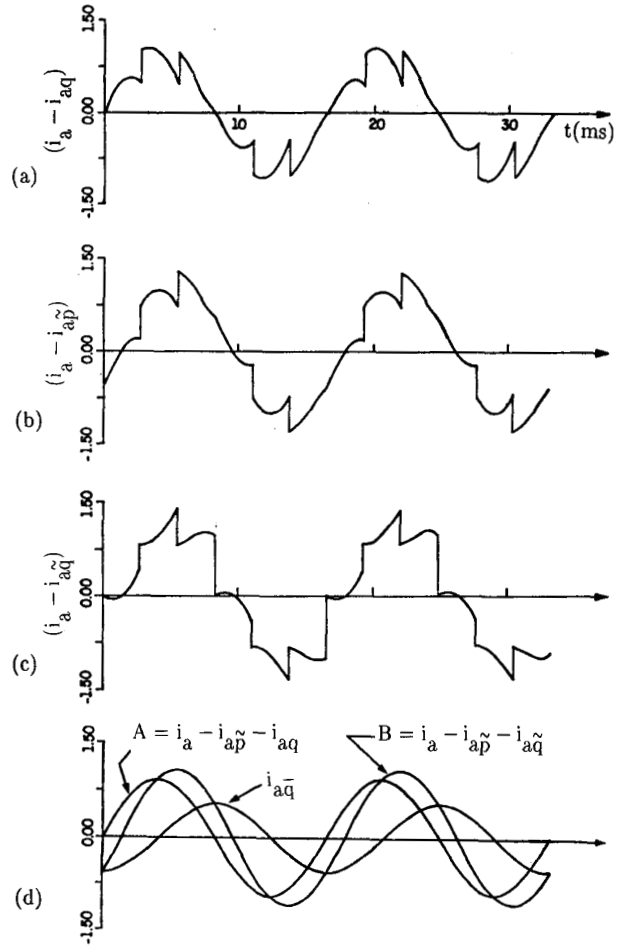 1.50
(i_a – i_aq)
0.00
10
20
30
t(ms)
(a)
-1.50
1.50
(i_a – i_ap̃)
0.00
(b)
-1.50
1.50
(i_a – i_aq̃)
0.00
(c)
-1.50
1.50
A = i_a – i_ap̃ – i_aq
B = i_a – i_ap̃ – i_aq̃
i_aq̄
0.00
(d)
-1.50